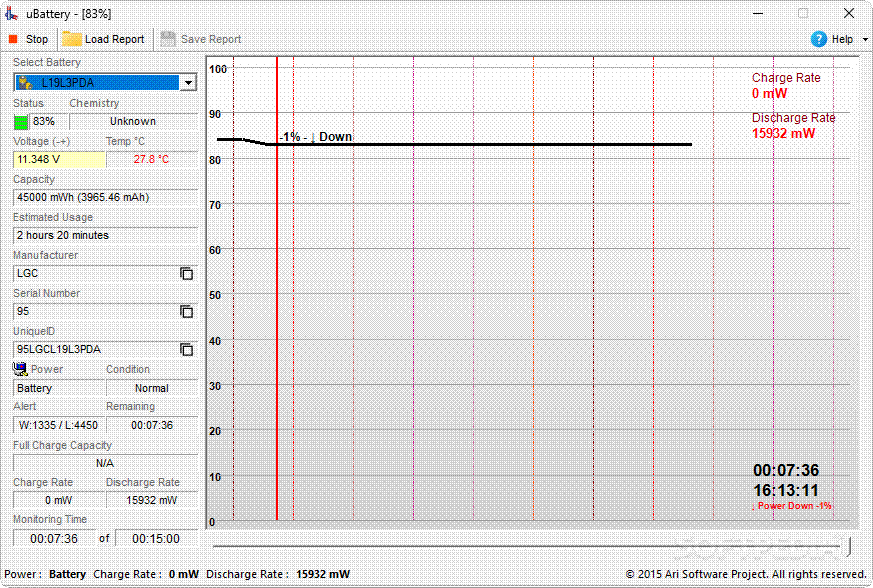 uBattery - [83%]
Stop Load Report Save Report Help
Select Battery
L19L3PDA
Status Chemistry
83% Unknown
Voltage (-+) Temp °C
11.348 V 27.8 °C
Capacity
45000 mWh (3965.46 mAh)
Estimated Usage
2 hours 20 minutes
Manufacturer
LGC
Serial Number
95
UniqueID
95LGCL19L3PDA
Power Condition
Battery Normal
Alert Remaining
W:1335 / L:4450 00:07:36
Full Charge Capacity
N/A
Charge Rate Discharge Rate
0 mW 15932 mW
Monitoring Time
00:07:36 of 00:15:00
100
90
80
70
60
50
40
30
20
10
0
-1% - ↓ Down
Charge Rate
0 mW
Discharge Rate
15932 mW
00:07:36
16:13:11
↓ Power Down -1%
Power : Battery Charge Rate : 0 mW Discharge Rate : 15932 mW © 2015 Ari Software Project. All rights reserved.